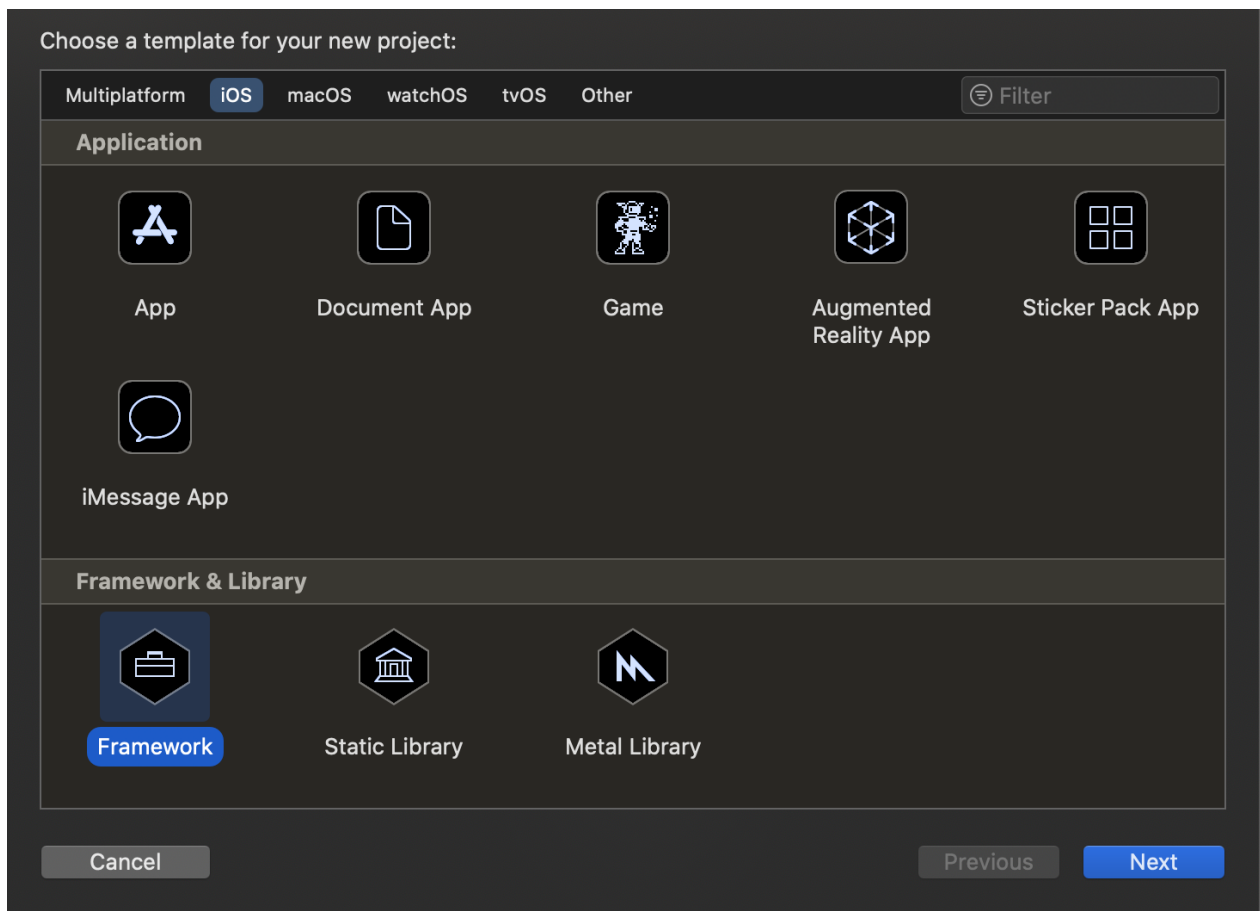 Choose a template for your new project:
Multiplatform iOS macOS watchOS tvOS Other Filter
Application
App Document App Game Augmented Sticker Pack App
Reality App
iMessage App
Framework & Library
Framework Static Library Metal Library
Cancel Previous Next